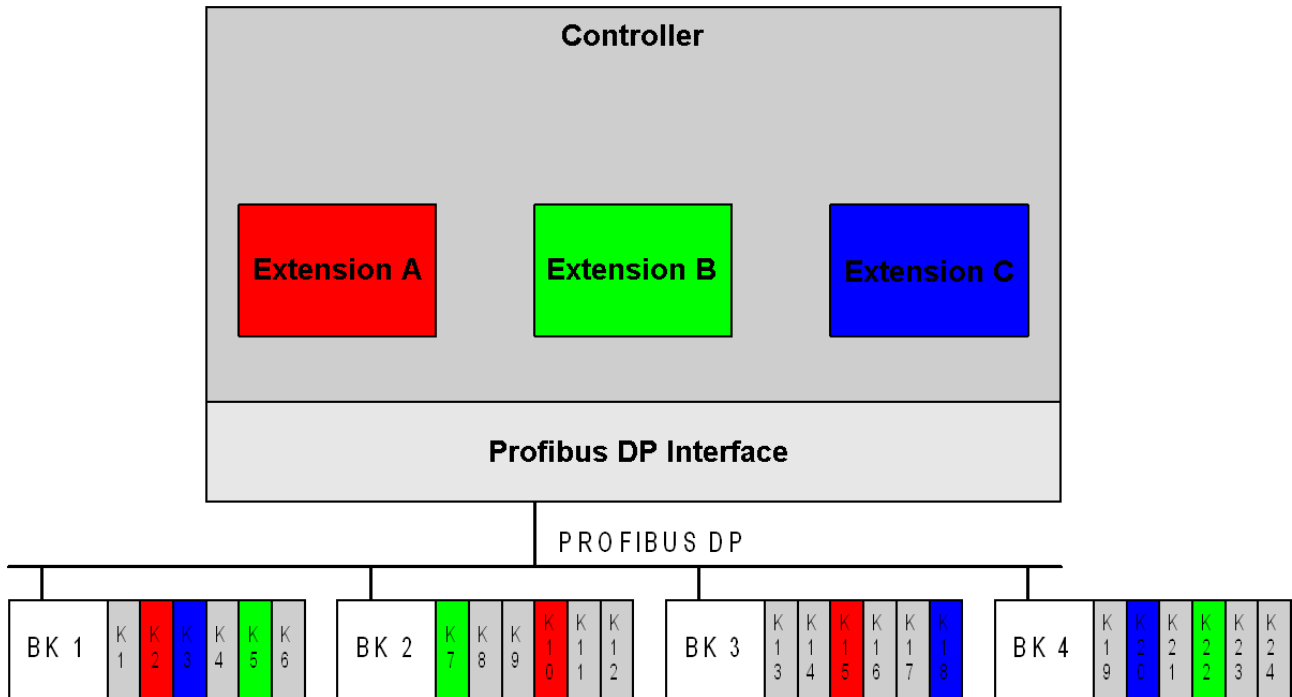 Controller
Extension A Extension B Extension C
Profibus DP Interface
PROFIBUS DP
BK 1 K1 K2 K3 K4 K5 K6 BK 2 K7 K8 K9 K10 K11 K12 BK 3 K13 K14 K15 K16 K17 K18 BK 4 K19 K20 K21 K22 K23 K24